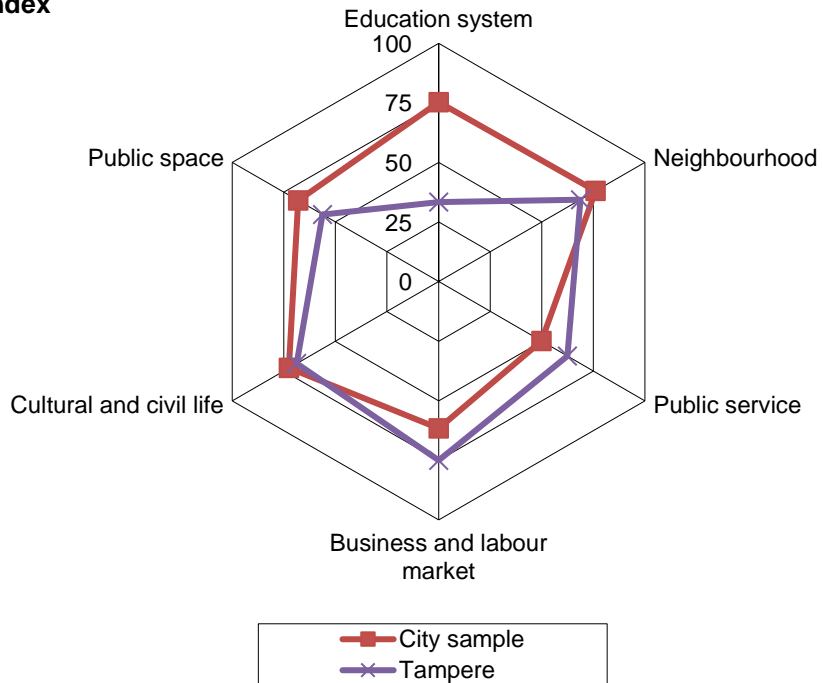 Education system
100
75
50
25
0
Neighbourhood
Public space
Cultural and civil life
Public service
Business and labour
market
City sample
Tampere